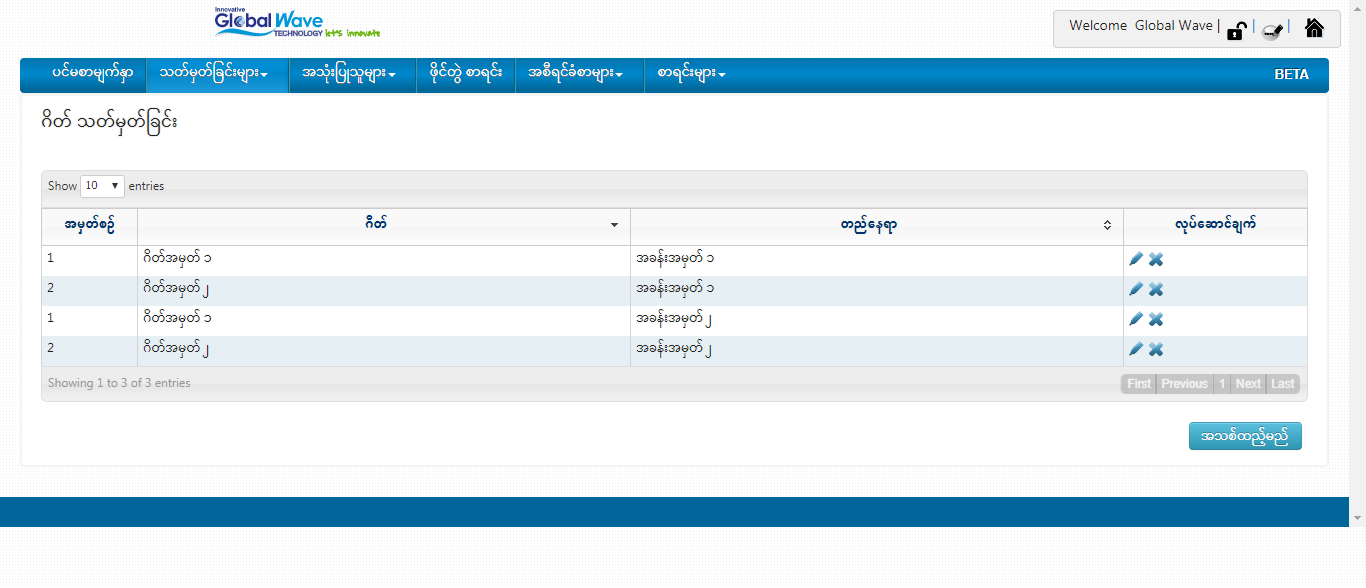 Innovative
Global Wave
TECHNOLOGY let's innovate
Welcome Global Wave
ပင်မစာမျက်နှာ သတ်မှတ်ခြင်းများ အသုံးပြုသူများ ဖိုင်တွဲ စာရင်း အစီရင်ခံစာများ စာရင်းများ BETA
ဂိတ် သတ်မှတ်ခြင်း
Show 10 entries
အမှတ်စဉ် ဂိတ် တည်နေရာ လုပ်ဆောင်ချက်
1 ဂိတ်အမှတ် ၁ အခန်းအမှတ် ၁
2 ဂိတ်အမှတ်၂ အခန်းအမှတ် ၁
1 ဂိတ်အမှတ် ၁ အခန်းအမှတ်၂
2 ဂိတ်အမှတ်၂ အခန်းအမှတ်၂
Showing 1 to 3 of 3 entries First Previous 1 Next Last
အသစ်ထည့်မည်